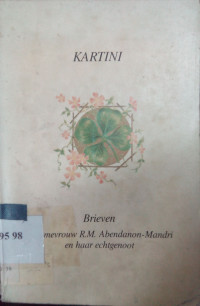 KARTINI
Brieven
mevrouw R.M. Abendanon-Mandri
en haar echtgenoot
95 98